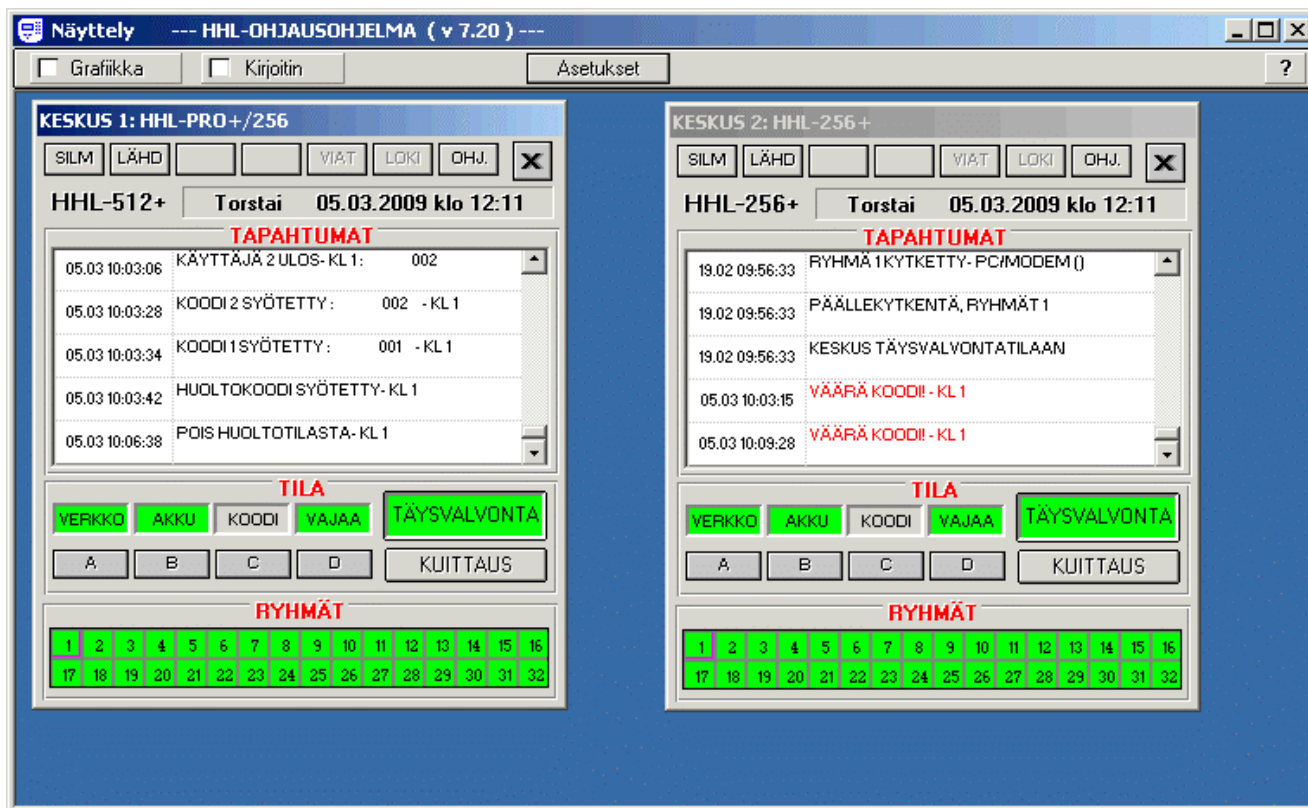 Näyttely --- HHL-OHJAUSOHJELMA ( v 7.20 ) ---
Grafiikka Kirjoitin Asetukset ?
KESKUS 1: HHL-PRO+/256
SILM LÄHD VIAT LOKI OHJ. X
HHL-512+ Torstai 05.03.2009 klo 12:11
TAPAHTUMAT
05.03 10:03:06 KÄYTTÄJÄ 2 ULOS- KL 1: 002
05.03 10:03:28 KOODI 2 SYÖTETTY : 002 - KL 1
05.03 10:03:34 KOODI 1 SYÖTETTY : 001 - KL 1
05.03 10:03:42 HUOLTOKOODI SYÖTETTY- KL 1
05.03 10:06:38 POIS HUOLTOTILASTA- KL 1
TILA
VERKKO AKKU KOODI VAJAA TÄYSVALVONTA
A B C D KUITTAUS
RYHMÄT
1 2 3 4 5 6 7 8 9 10 11 12 13 14 15 16
17 18 19 20 21 22 23 24 25 26 27 28 29 30 31 32
KESKUS 2: HHL-256+
SILM LÄHD VIAT LOKI OHJ. X
HHL-256+ Torstai 05.03.2009 klo 12:11
TAPAHTUMAT
19.02 09:56:33 RYHMÄ 1 KYTKETTY- PC/MODEM ()
19.02 09:56:33 PÄÄLLEKYTKENTÄ, RYHMÄT 1
19.02 09:56:33 KESKUS TÄYSVALVONTATILAAN
05.03 10:03:15 VÄÄRÄ KOODI! - KL 1
05.03 10:09:28 VÄÄRÄ KOODI! - KL 1
TILA
VERKKO AKKU KOODI VAJAA TÄYSVALVONTA
A B C D KUITTAUS
RYHMÄT
1 2 3 4 5 6 7 8 9 10 11 12 13 14 15 16
17 18 19 20 21 22 23 24 25 26 27 28 29 30 31 32